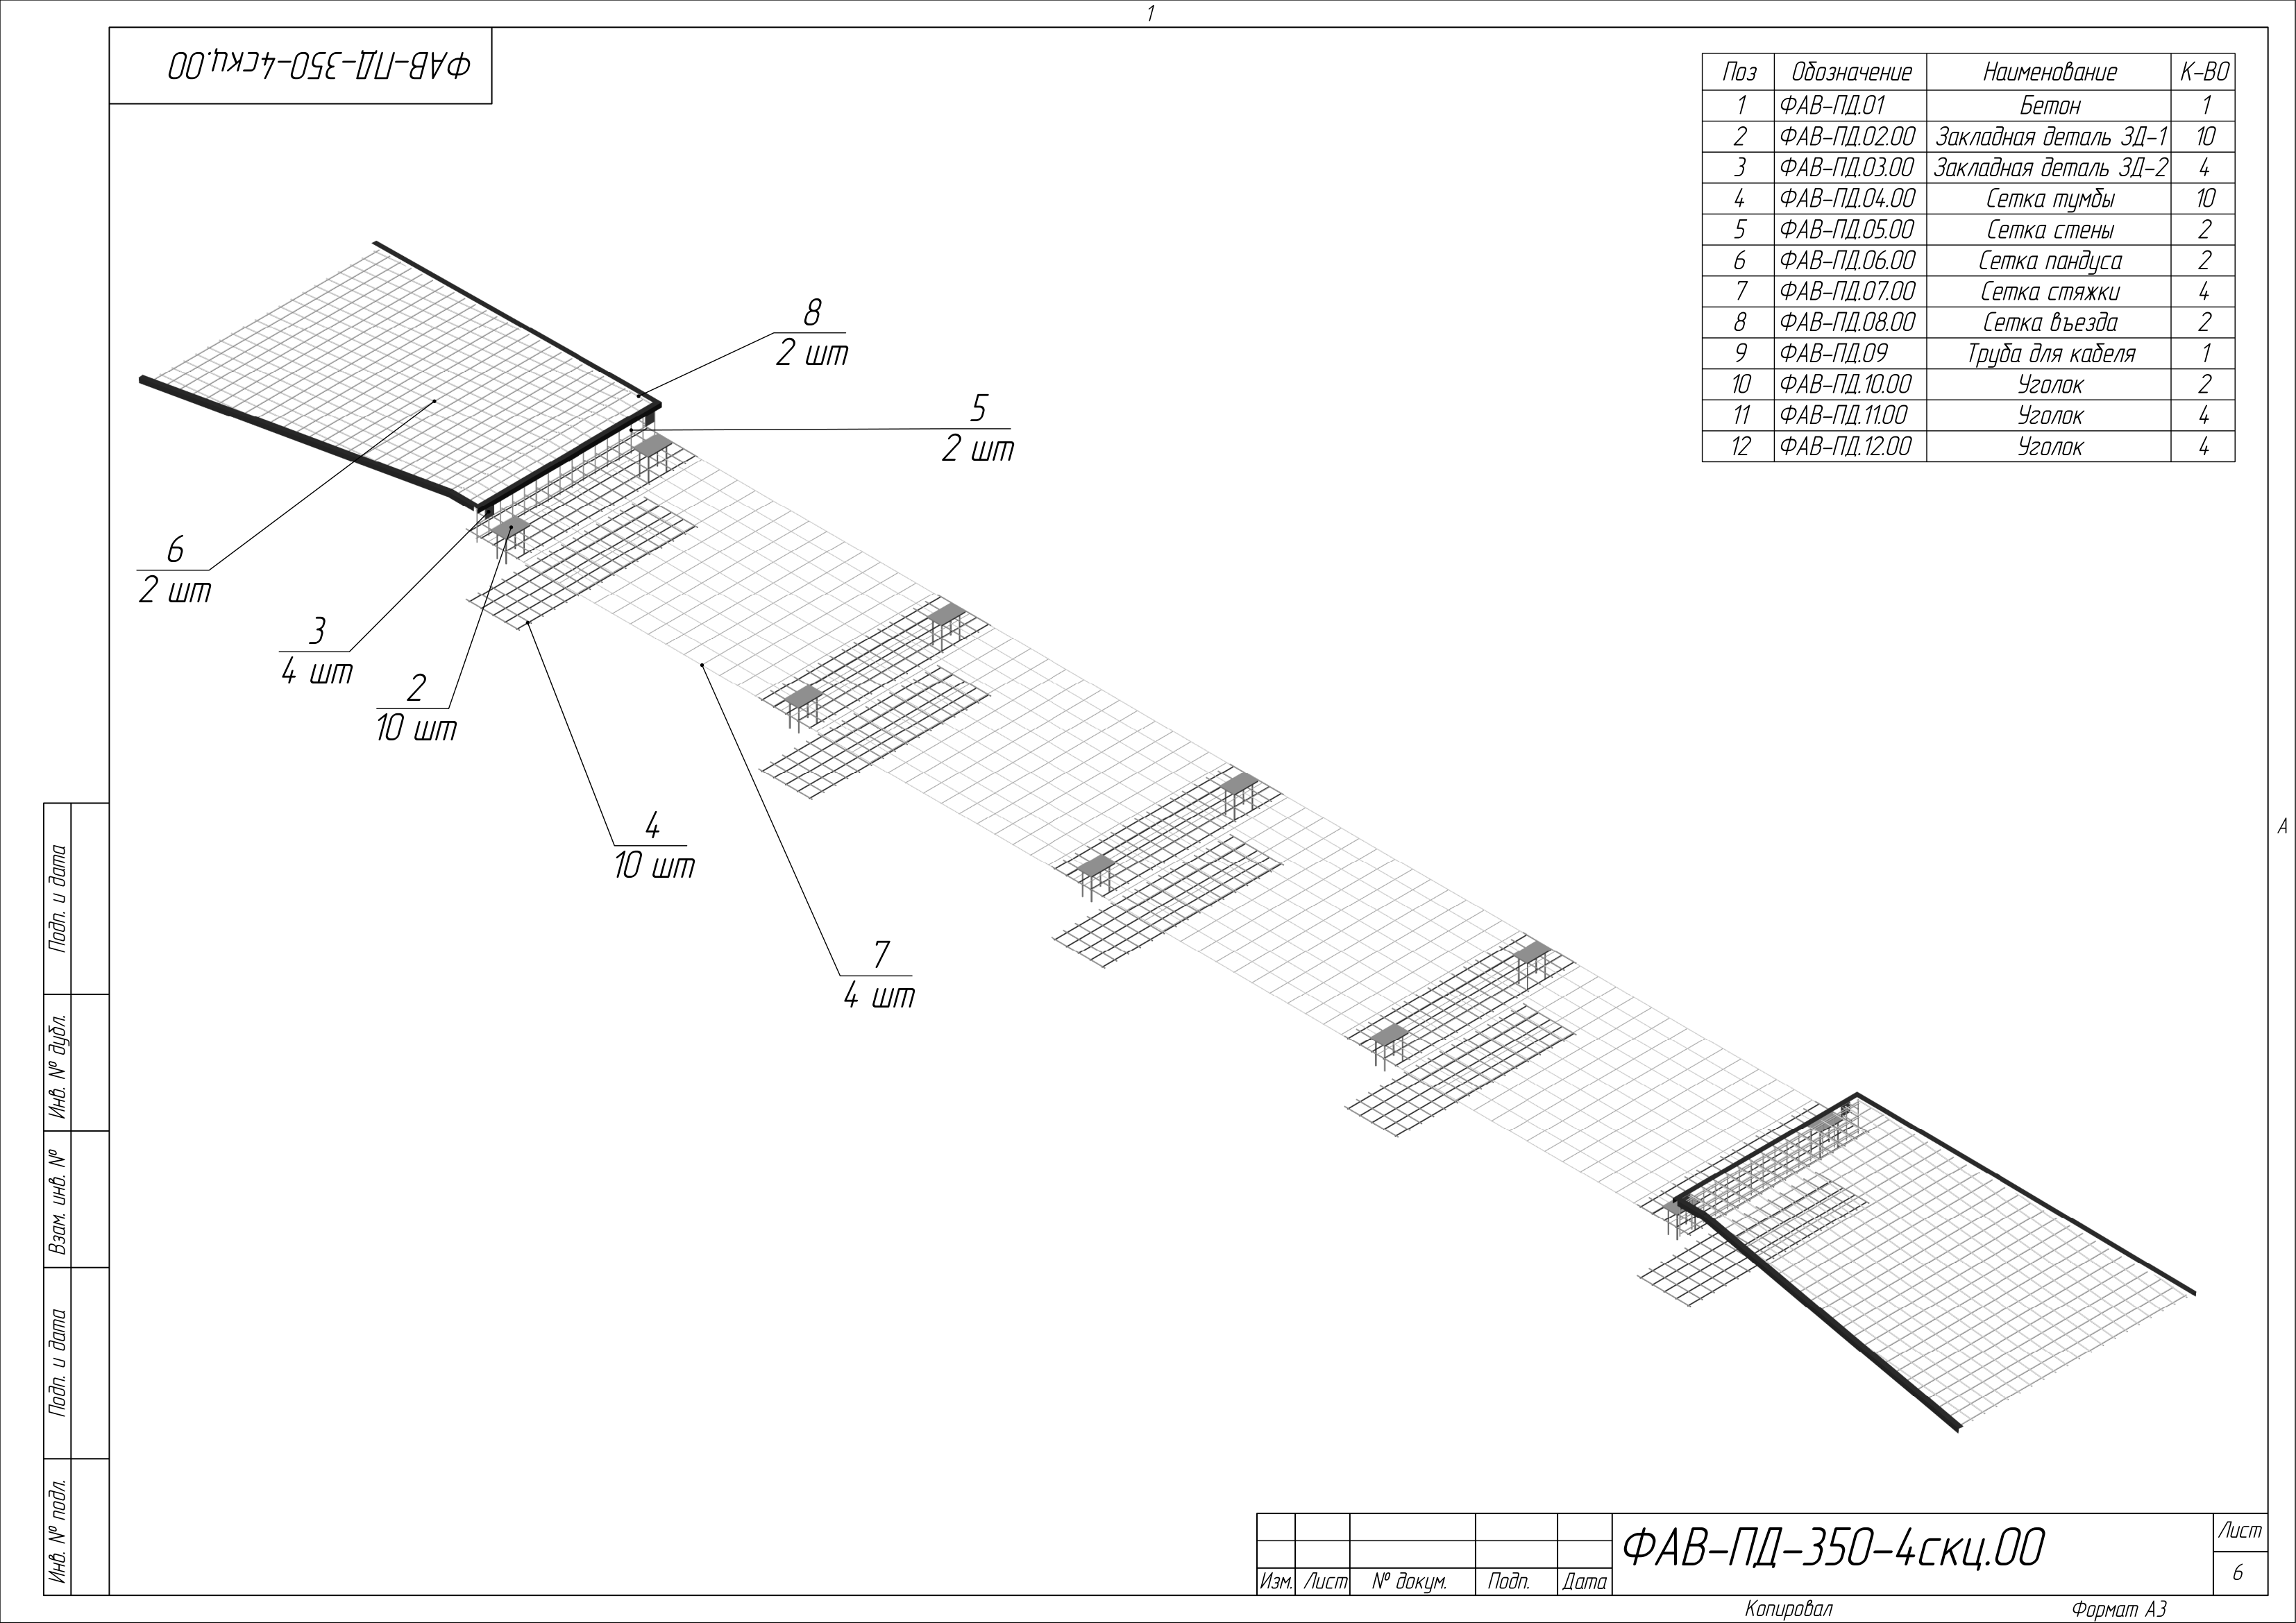 1
ФАВ-ПД-350-4скц.00
Поз Обозначение Наименование К-ВО
1 ФАВ-ПД.01 Бетон 1
2 ФАВ-ПД.02.00 Закладная деталь ЗД-1 10
3 ФАВ-ПД.03.00 Закладная деталь ЗД-2 4
4 ФАВ-ПД.04.00 Сетка тумбы 10
5 ФАВ-ПД.05.00 Сетка стены 2
6 ФАВ-ПД.06.00 Сетка пандуса 2
7 ФАВ-ПД.07.00 Сетка стяжки 4
8 ФАВ-ПД.08.00 Сетка въезда 2
9 ФАВ-ПД.09 Труба для кабеля 1
10 ФАВ-ПД.10.00 Уголок 2
11 ФАВ-ПД.11.00 Уголок 4
12 ФАВ-ПД.12.00 Уголок 4
8
2 шт
5
2 шт
6
2 шт
3
4 шт
2
10 шт
4
10 шт
7
4 шт
А
Подп. и дата
Инв. № дубл.
Взам. инв. №
Подп. и дата
Инв. № подл.
Изм. Лист № докум. Подп. Дата
ФАВ-ПД-350-4скц.00
Лист
6
Копировал
Формат А3